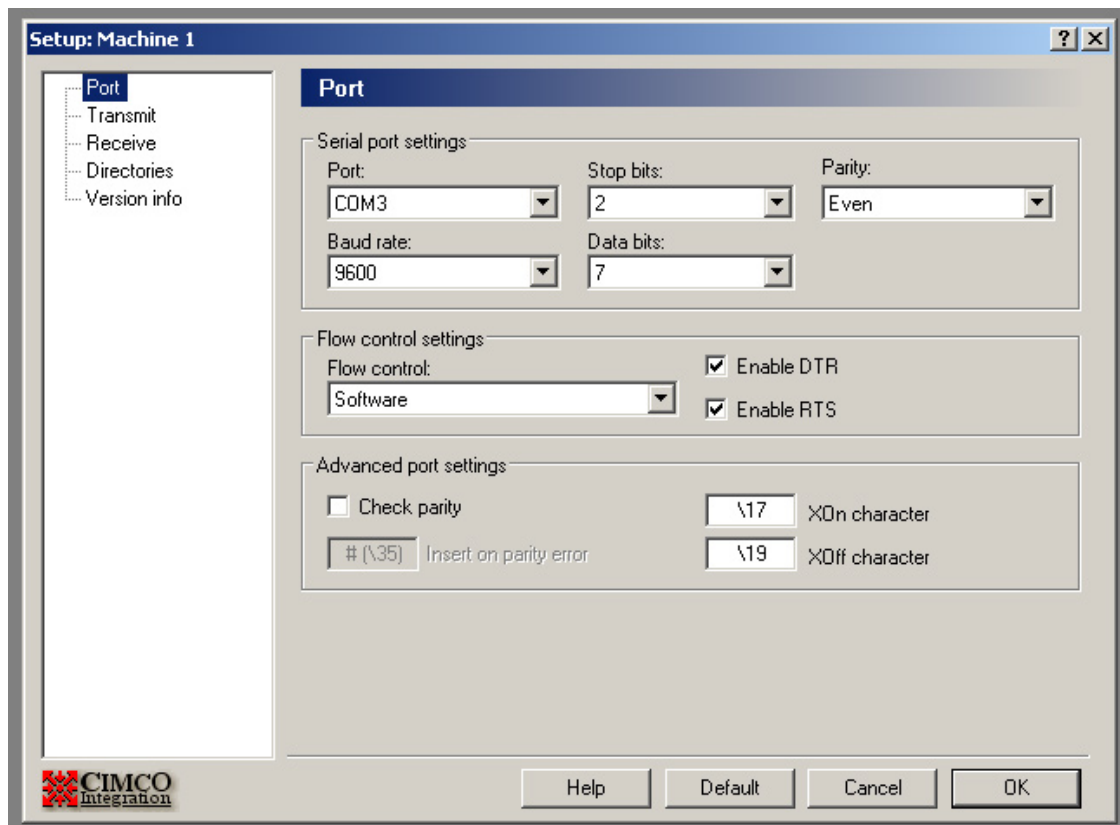 Setup: Machine 1
Port
Transmit
Receive
Directories
Version info
Port
Serial port settings
Port:
Stop bits:
Parity:
COM3
2
Even
Baud rate:
Data bits:
9600
7
Flow control settings
Flow control:
Software
Enable DTR
Enable RTS
Advanced port settings
Check parity
\17
XOn character
# (\35)
Insert on parity error
\19
XOff character
CIMCO
Integration
Help
Default
Cancel
OK